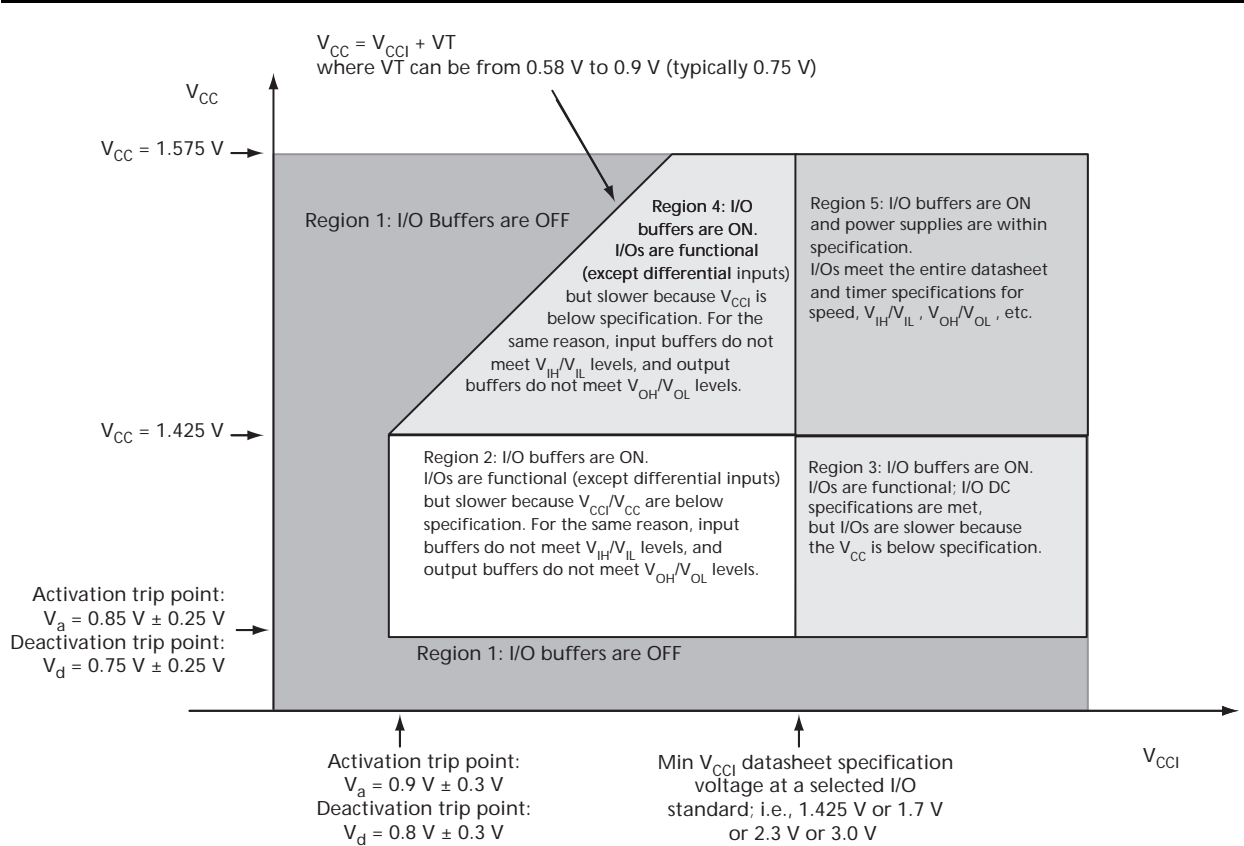 V_CC = V_CCI + VT
where VT can be from 0.58 V to 0.9 V (typically 0.75 V)
V_CC
V_CC = 1.575 V
Region 1: I/O Buffers are OFF
Region 4: I/O
buffers are ON.
I/Os are functional
(except differential inputs)
but slower because V_CCI is
below specification. For the
same reason, input buffers do not
meet V_IH/V_IL levels, and output
buffers do not meet V_OH/V_OL levels.
Region 5: I/O buffers are ON
and power supplies are within
specification.
I/Os meet the entire datasheet
and timer specifications for
speed, V_IH/V_IL , V_OH/V_OL , etc.
V_CC = 1.425 V
Region 2: I/O buffers are ON.
I/Os are functional (except differential inputs)
but slower because V_CCI/V_CC are below
specification. For the same reason, input
buffers do not meet V_IH/V_IL levels, and
output buffers do not meet V_OH/V_OL levels.
Region 3: I/O buffers are ON.
I/Os are functional; I/O DC
specifications are met,
but I/Os are slower because
the V_CC is below specification.
Activation trip point:
V_a = 0.85 V ± 0.25 V
Deactivation trip point:
V_d = 0.75 V ± 0.25 V
Region 1: I/O buffers are OFF
Activation trip point:
V_a = 0.9 V ± 0.3 V
Deactivation trip point:
V_d = 0.8 V ± 0.3 V
Min V_CCI datasheet specification
voltage at a selected I/O
standard; i.e., 1.425 V or 1.7 V
or 2.3 V or 3.0 V
V_CCI